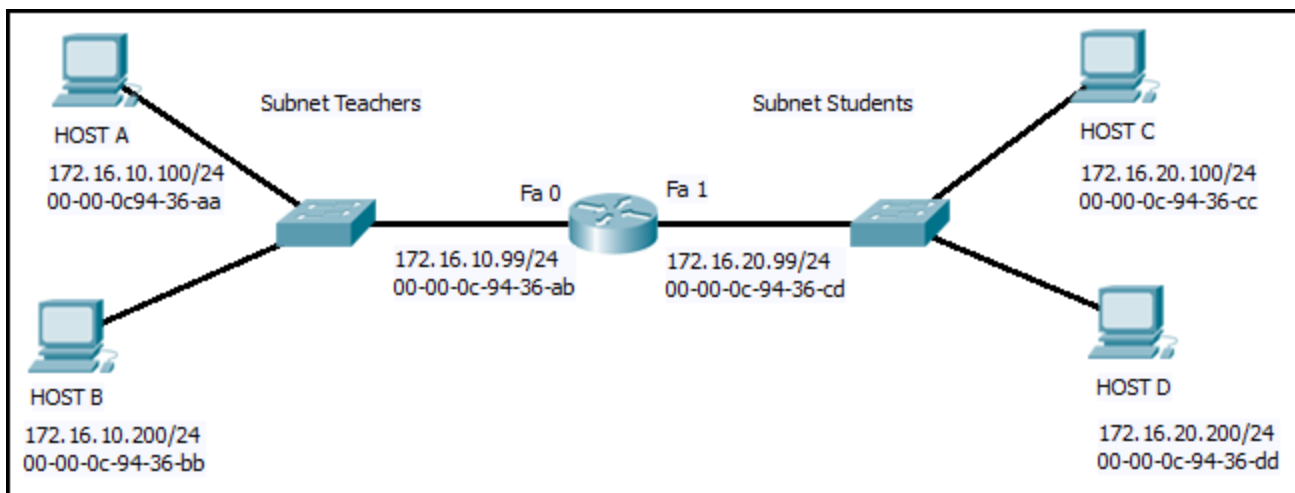 Subnet Teachers
Subnet Students
HOST A
172.16.10.100/24
00-00-0c94-36-aa
HOST C
172.16.20.100/24
00-00-0c-94-36-cc
Fa 0
Fa 1
172.16.10.99/24
00-00-0c-94-36-ab
172.16.20.99/24
00-00-0c-94-36-cd
HOST B
172.16.10.200/24
00-00-0c-94-36-bb
HOST D
172.16.20.200/24
00-00-0c-94-36-dd